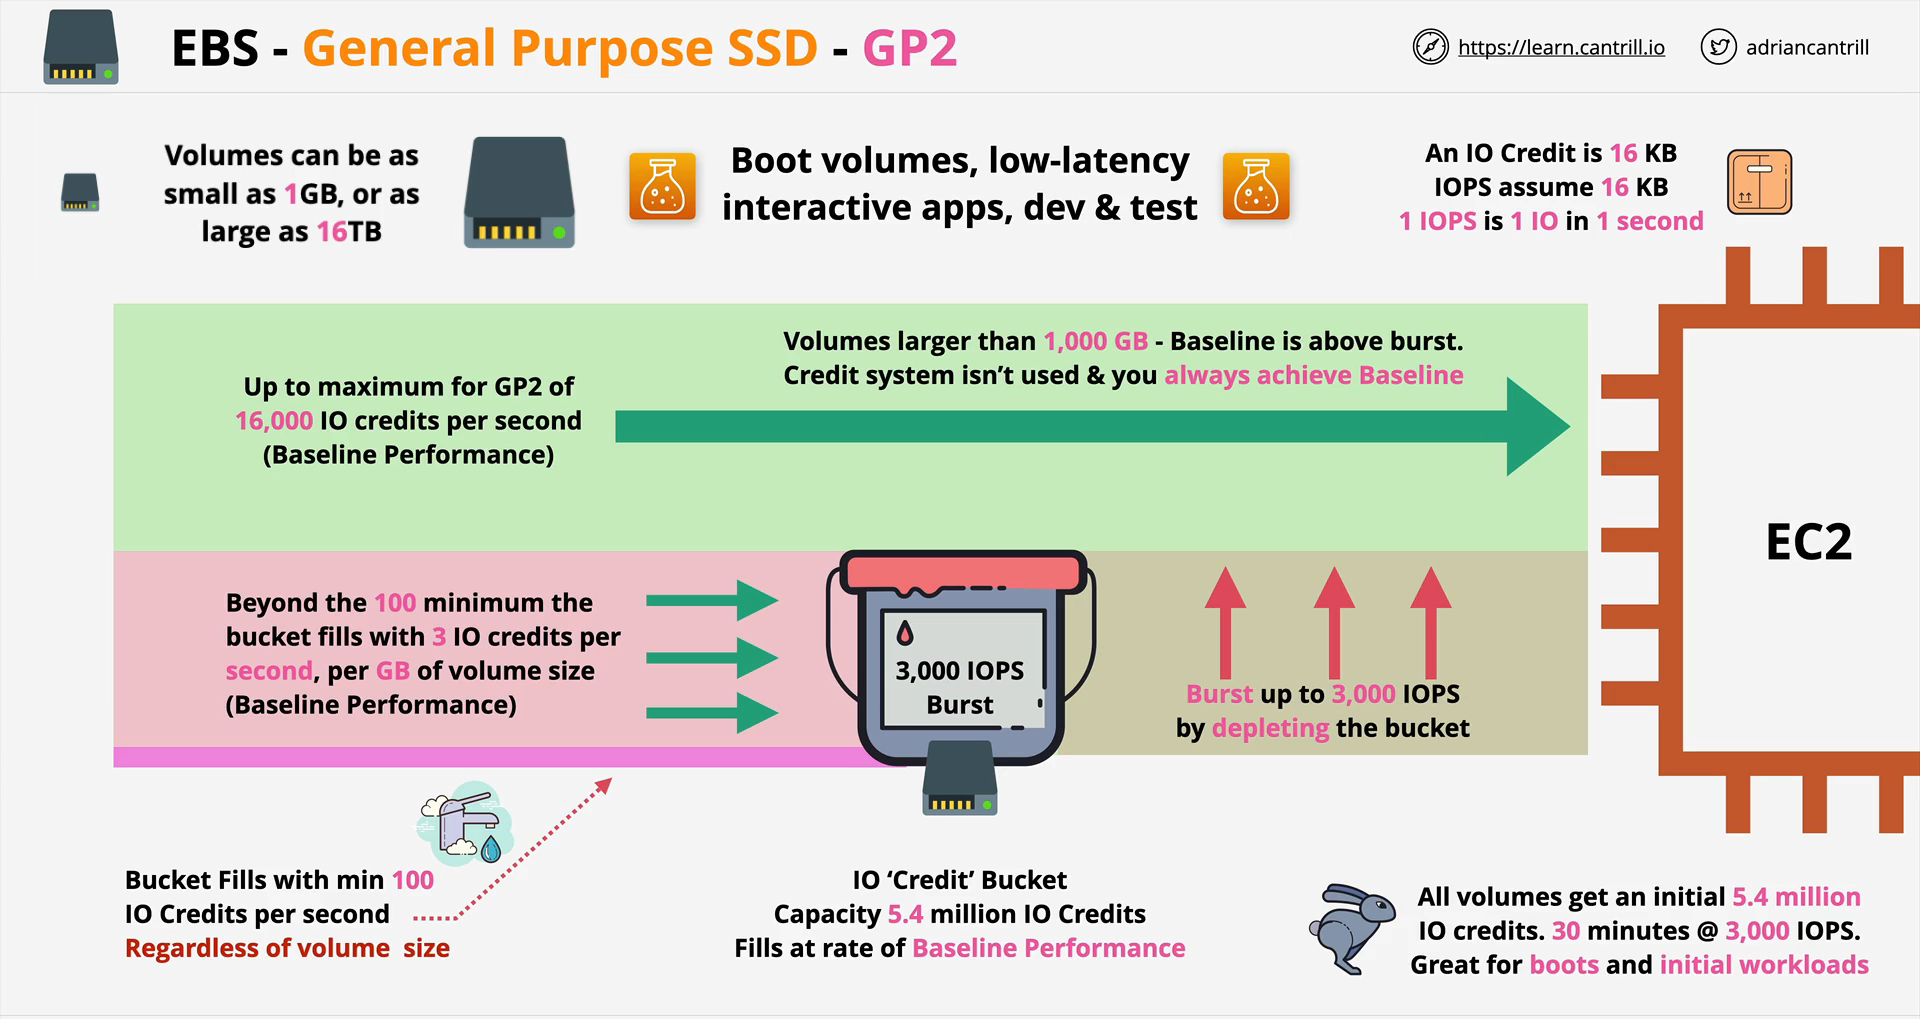 EBS - General Purpose SSD - GP2
https://learn.cantrill.io
adriancantrill
Volumes can be as
small as 1GB, or as
large as 16TB
Boot volumes, low-latency
interactive apps, dev & test
An IO Credit is 16 KB
IOPS assume 16 KB
1 IOPS is 1 IO in 1 second
Volumes larger than 1,000 GB - Baseline is above burst.
Credit system isn’t used & you always achieve Baseline
Up to maximum for GP2 of
16,000 IO credits per second
(Baseline Performance)
EC2
Beyond the 100 minimum the
bucket fills with 3 IO credits per
second, per GB of volume size
(Baseline Performance)
3,000 IOPS
Burst
Burst up to 3,000 IOPS
by depleting the bucket
Bucket Fills with min 100
IO Credits per second
Regardless of volume size
IO ‘Credit’ Bucket
Capacity 5.4 million IO Credits
Fills at rate of Baseline Performance
All volumes get an initial 5.4 million
IO credits. 30 minutes @ 3,000 IOPS.
Great for boots and initial workloads